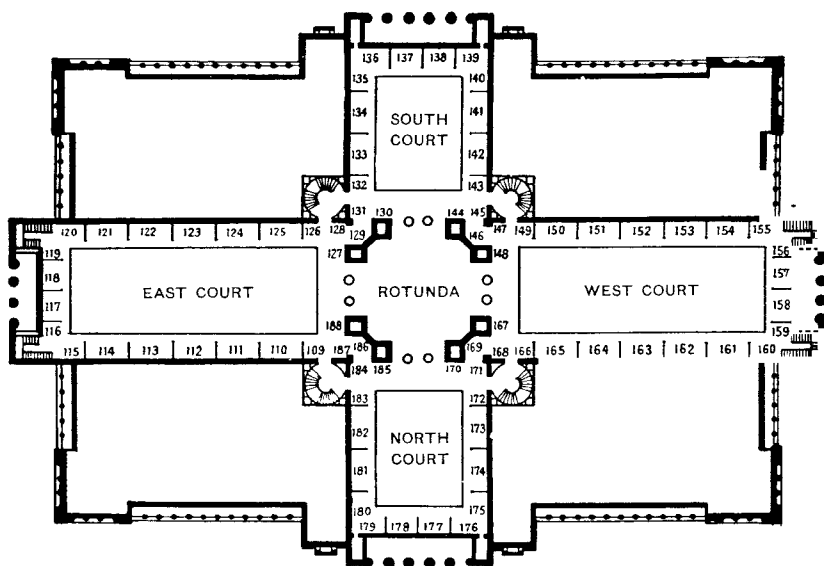 136 137 138 139
135 140
134 SOUTH 141
COURT
133 142
132 143
131 130 144 145
120 121 122 123 124 125 126 128 129 146 147 149 150 151 152 153 154 155
119 127 148 156
118 EAST COURT ROTUNDA WEST COURT 157
117 158
116 188 167 159
115 114 113 112 111 110 109 187 186 169 168 166 165 164 163 162 161 160
184 185 170 171
183 172
182 NORTH 173
COURT
181 174
180 175
179 178 177 176